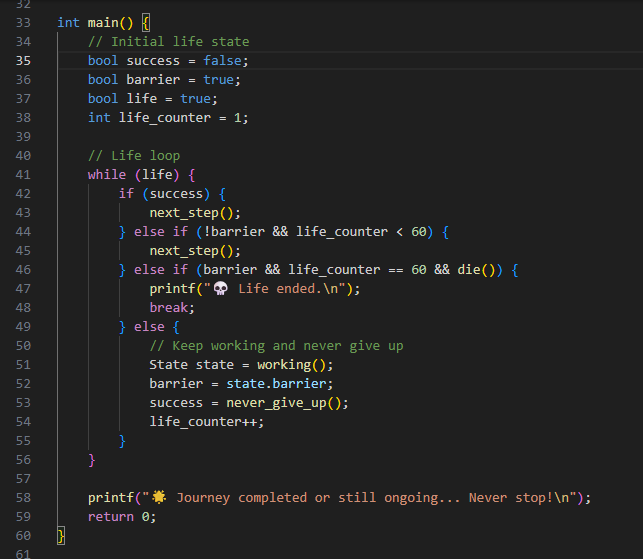 32
33 int main() {
34     // Initial life state
35     bool success = false;
36     bool barrier = true;
37     bool life = true;
38     int life_counter = 1;
39
40     // Life loop
41     while (life) {
42         if (success) {
43             next_step();
44         } else if (!barrier && life_counter < 60) {
45             next_step();
46         } else if (barrier && life_counter == 60 && die()) {
47             printf("💀 Life ended.\n");
48             break;
49         } else {
50             // Keep working and never give up
51             State state = working();
52             barrier = state.barrier;
53             success = never_give_up();
54             life_counter++;
55         }
56     }
57
58     printf("🌟 Journey completed or still ongoing... Never stop!\n");
59     return 0;
60 }
61